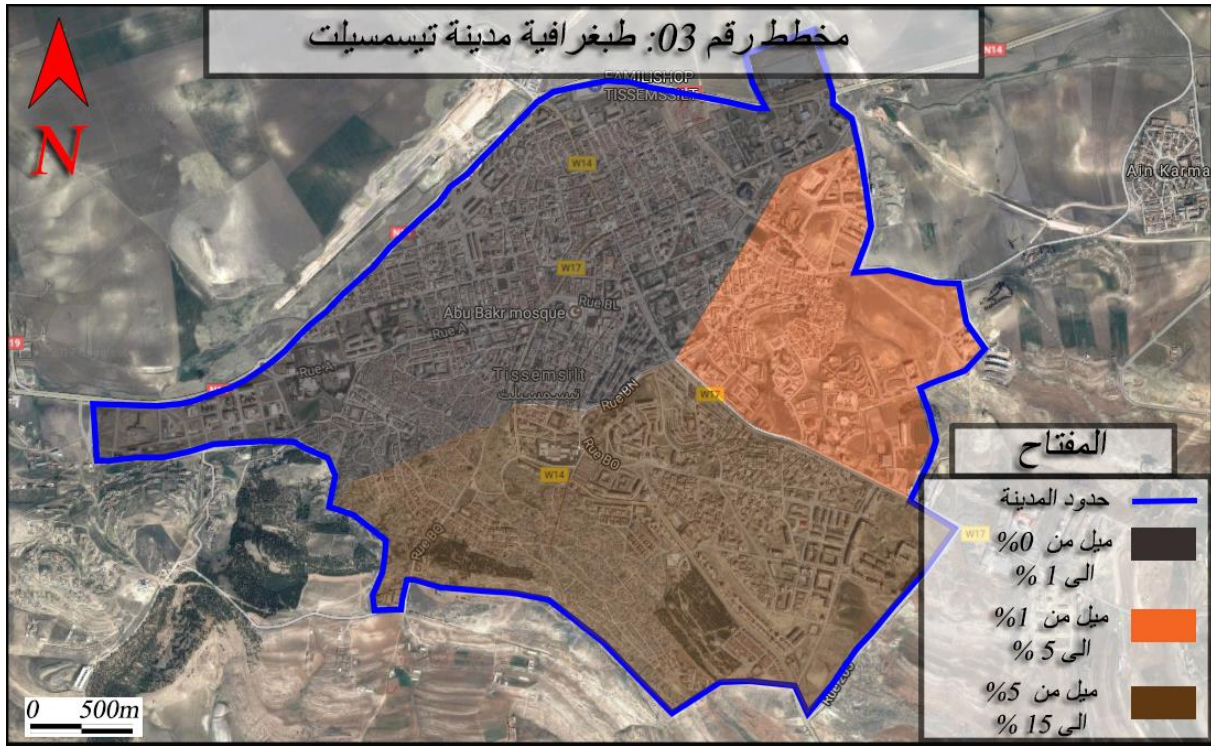 مخطط رقم 03: طبغرافية مدينة تيسمسيلت
N
N14
FAMILISHOP
TISSEMSSILT
W14
Ain Karma
W17
Rue BL
Abu Bakr mosque
Rue A
19
Rue A
Tissemsilt
تيسمسيلت
Rue BN
W17
Rue BO
W14
Rue BQ
W17
المفتاح
حدود المدينة
ميل من 0%
الى 1 %
ميل من 1%
الى 5 %
ميل من 5%
الى 15 %
0 500m